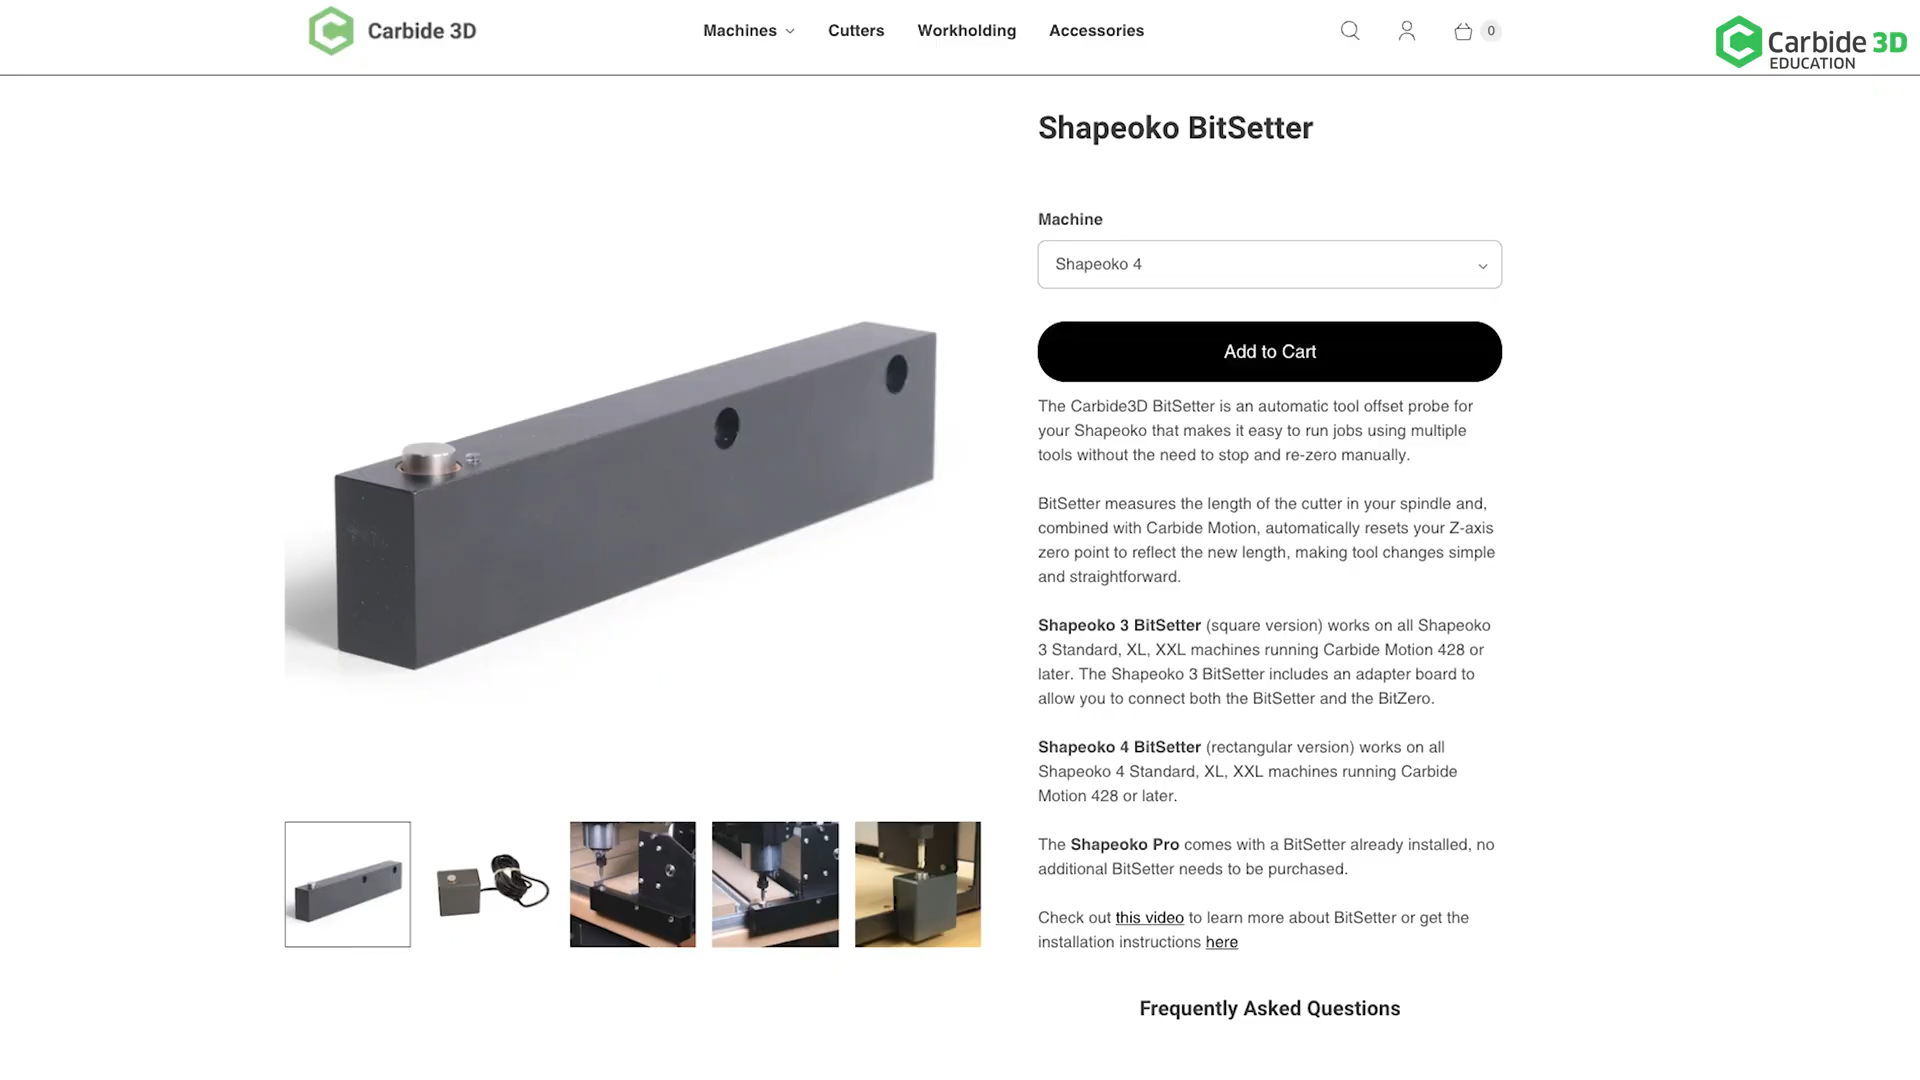 Carbide 3D
Machines
Cutters
Workholding
Accessories
0
Carbide 3D
EDUCATION
Shapeoko BitSetter
Machine
Shapeoko 4
Add to Cart
The Carbide3D BitSetter is an automatic tool offset probe for
your Shapeoko that makes it easy to run jobs using multiple
tools without the need to stop and re-zero manually.
BitSetter measures the length of the cutter in your spindle and,
combined with Carbide Motion, automatically resets your Z-axis
zero point to reflect the new length, making tool changes simple
and straightforward.
Shapeoko 3 BitSetter (square version) works on all Shapeoko
3 Standard, XL, XXL machines running Carbide Motion 428 or
later. The Shapeoko 3 BitSetter includes an adapter board to
allow you to connect both the BitSetter and the BitZero.
Shapeoko 4 BitSetter (rectangular version) works on all
Shapeoko 4 Standard, XL, XXL machines running Carbide
Motion 428 or later.
The Shapeoko Pro comes with a BitSetter already installed, no
additional BitSetter needs to be purchased.
Check out this video to learn more about BitSetter or get the
installation instructions here
Frequently Asked Questions